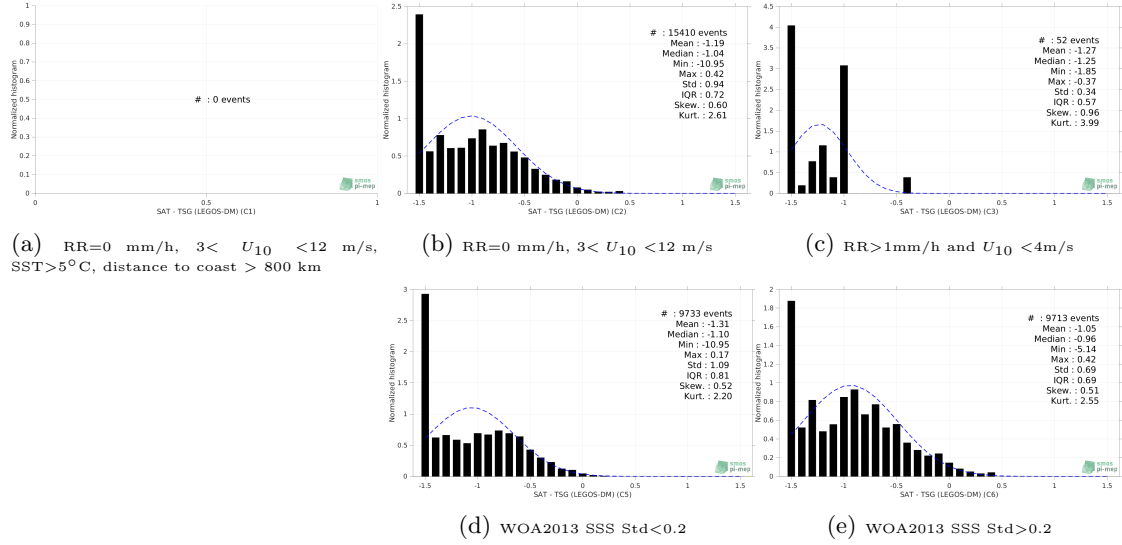 1
0.9
0.8
0.7
0.6
0.5
0.4
0.3
0.2
0.1
0
Normalized histogram
# : 0 events
smos
pi-mep
0 0.5 1
SAT - TSG (LEGOS-DM) (C1)
(a) RR=0 mm/h, 3< U10 <12 m/s,
SST>5°C, distance to coast > 800 km
2.5
2
1.5
1
0.5
0
Normalized histogram
# : 15410 events
Mean : -1.19
Median : -1.04
Min : -10.95
Max : 0.42
Std : 0.94
IQR : 0.72
Skew. : 0.60
Kurt. : 2.61
smos
pi-mep
-1.5 -1 -0.5 0 0.5 1 1.5
SAT - TSG (LEGOS-DM) (C2)
(b) RR=0 mm/h, 3< U10 <12 m/s
4.5
4
3.5
3
2.5
2
1.5
1
0.5
0
Normalized histogram
# : 52 events
Mean : -1.27
Median : -1.25
Min : -1.85
Max : -0.37
Std : 0.34
IQR : 0.57
Skew. : 0.96
Kurt. : 3.99
smos
pi-mep
-1.5 -1 -0.5 0 0.5 1 1.5
SAT - TSG (LEGOS-DM) (C3)
(c) RR>1mm/h and U10 <4m/s
3
2.5
2
1.5
1
0.5
0
Normalized histogram
# : 9733 events
Mean : -1.31
Median : -1.10
Min : -10.95
Max : 0.17
Std : 1.09
IQR : 0.81
Skew. : 0.52
Kurt. : 2.20
smos
pi-mep
-1.5 -1 -0.5 0 0.5 1 1.5
SAT - TSG (LEGOS-DM) (C5)
(d) WOA2013 SSS Std<0.2
2
1.8
1.6
1.4
1.2
1
0.8
0.6
0.4
0.2
0
Normalized histogram
# : 9713 events
Mean : -1.05
Median : -0.96
Min : -5.14
Max : 0.42
Std : 0.69
IQR : 0.69
Skew. : 0.51
Kurt. : 2.55
smos
pi-mep
-1.5 -1 -0.5 0 0.5 1 1.5
SAT - TSG (LEGOS-DM) (C6)
(e) WOA2013 SSS Std>0.2